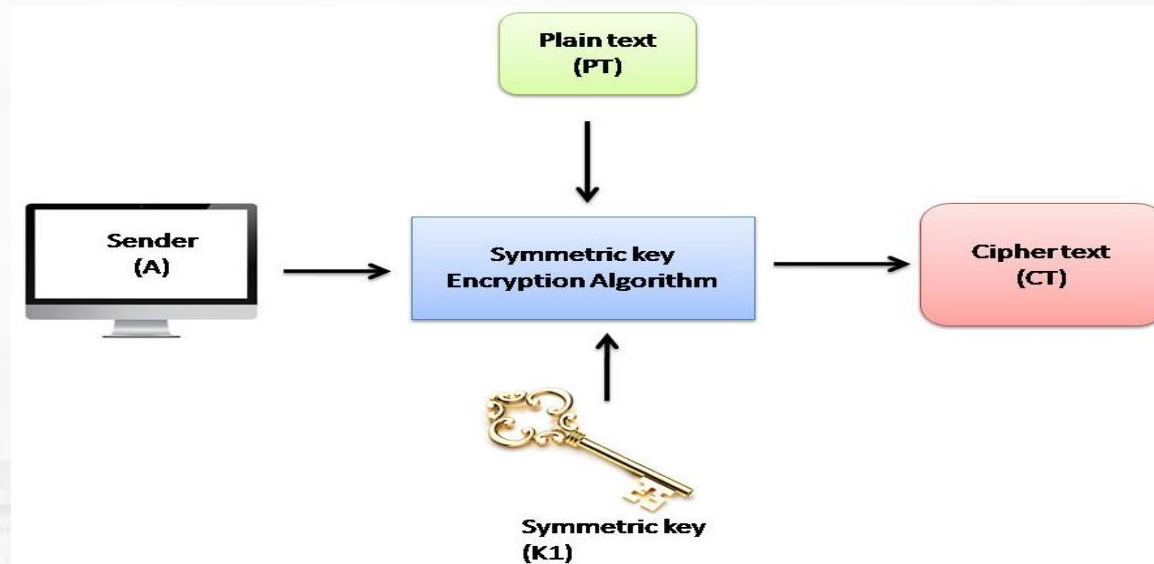 Plain text
(PT)
Sender
(A)
Symmetric key
Encryption Algorithm
Cipher text
(CT)
Symmetric key
(K1)